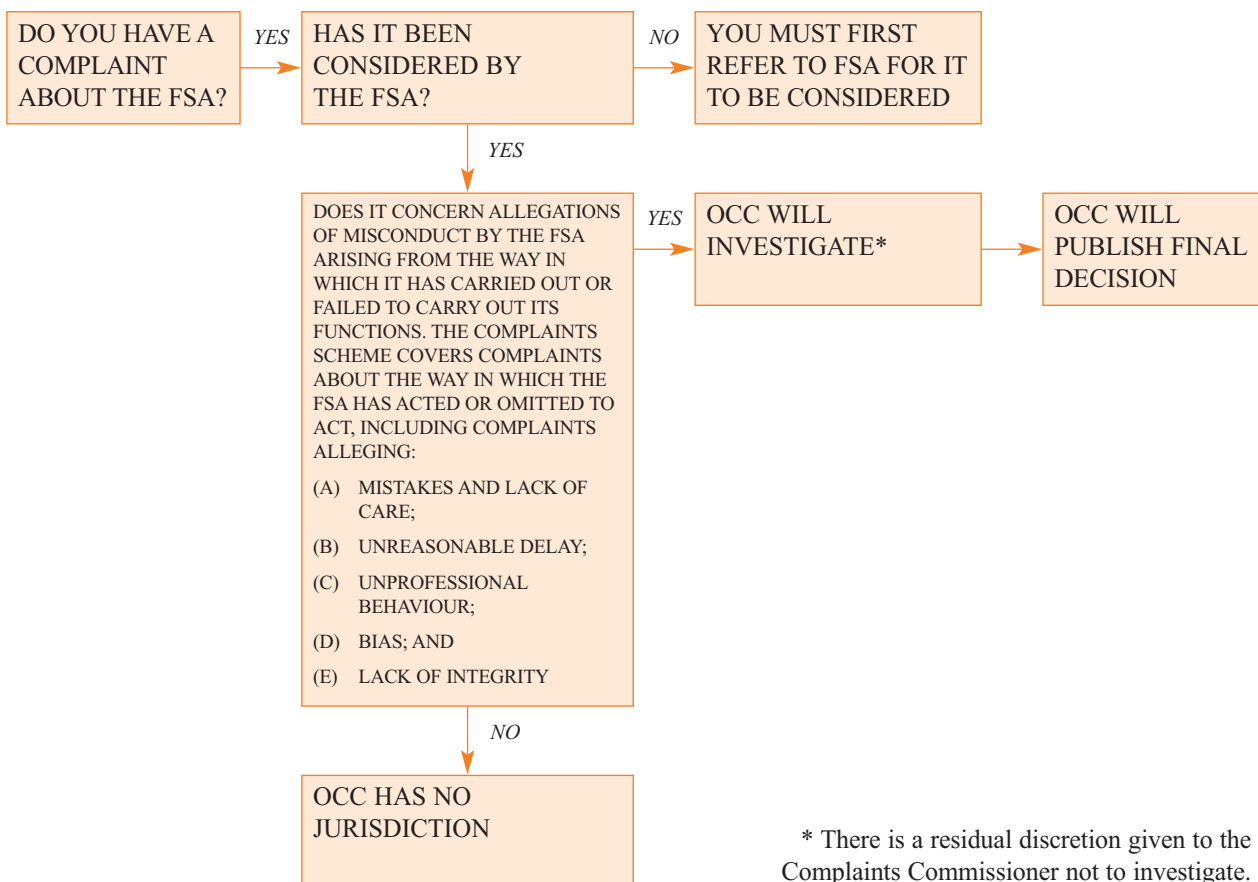 DO YOU HAVE A
COMPLAINT
ABOUT THE FSA?
YES
HAS IT BEEN
CONSIDERED BY
THE FSA?
NO
YOU MUST FIRST
REFER TO FSA FOR IT
TO BE CONSIDERED
YES
DOES IT CONCERN ALLEGATIONS
OF MISCONDUCT BY THE FSA
ARISING FROM THE WAY IN
WHICH IT HAS CARRIED OUT OR
FAILED TO CARRY OUT ITS
FUNCTIONS. THE COMPLAINTS
SCHEME COVERS COMPLAINTS
ABOUT THE WAY IN WHICH THE
FSA HAS ACTED OR OMITTED TO
ACT, INCLUDING COMPLAINTS
ALLEGING:
(A) MISTAKES AND LACK OF
CARE;
(B) UNREASONABLE DELAY;
(C) UNPROFESSIONAL
BEHAVIOUR;
(D) BIAS; AND
(E) LACK OF INTEGRITY
YES
OCC WILL
INVESTIGATE*
OCC WILL
PUBLISH FINAL
DECISION
NO
OCC HAS NO
JURISDICTION
* There is a residual discretion given to the
Complaints Commissioner not to investigate.